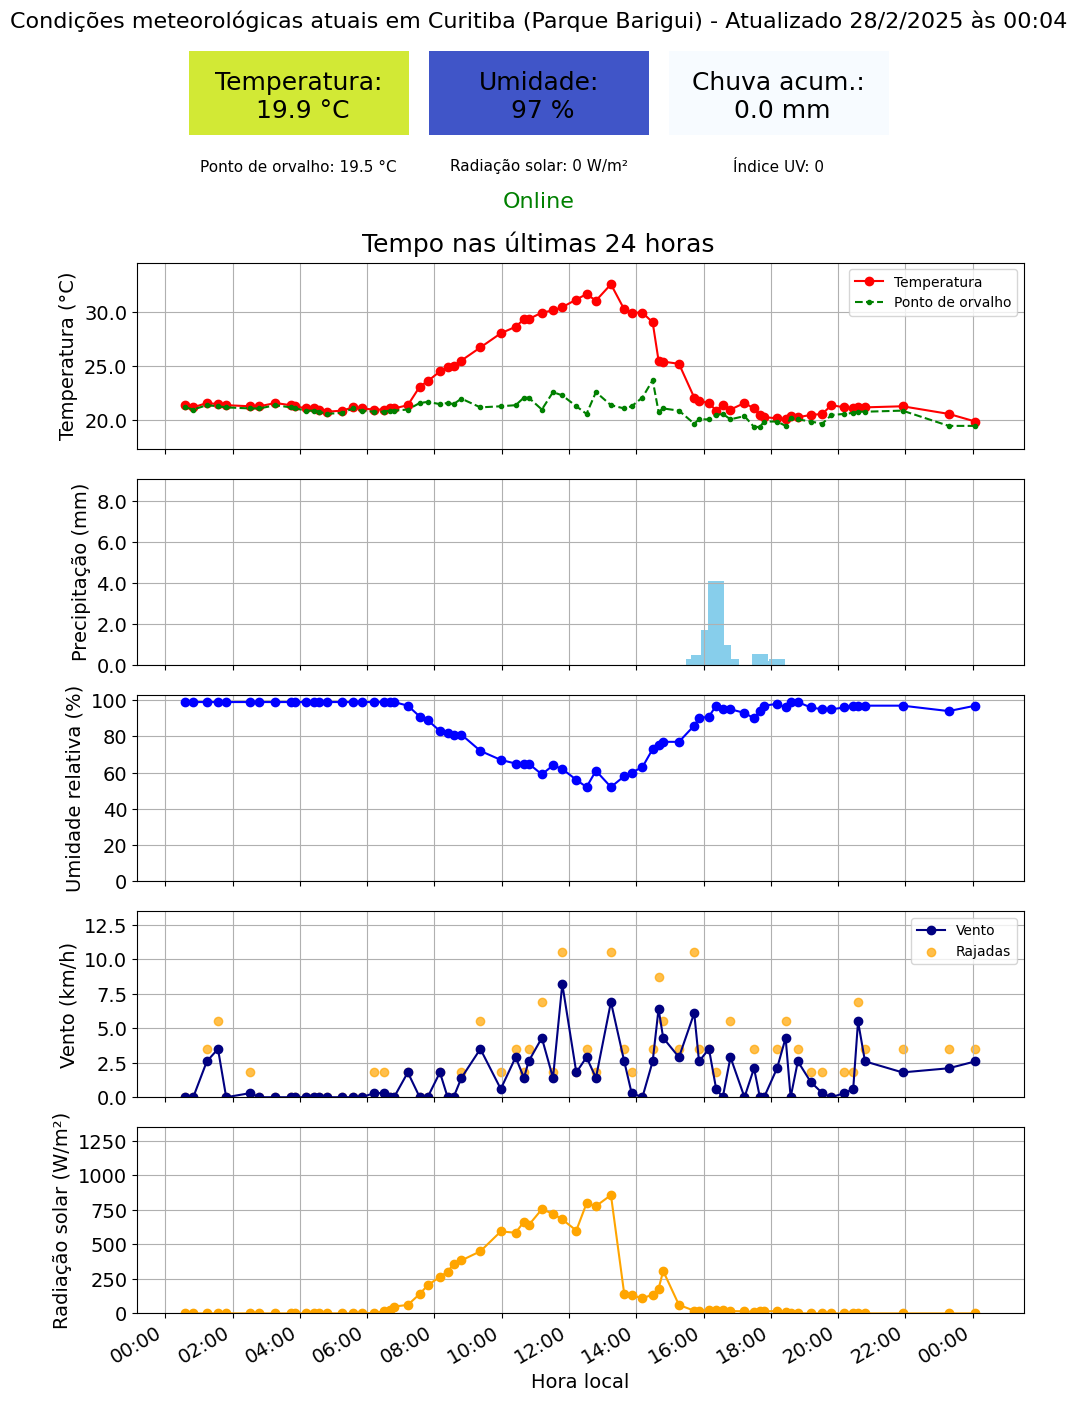 Condições meteorológicas atuais em Curitiba (Parque Barigui) - Atualizado 28/2/2025 às 00:04
Temperatura:
19.9 °C
Umidade:
97 %
Chuva acum.:
0.0 mm
Ponto de orvalho: 19.5 °C
Radiação solar: 0 W/m²
Índice UV: 0
Online
Tempo nas últimas 24 horas
Temperatura (°C)
30.0
25.0
20.0
Temperatura
Ponto de orvalho
Precipitação (mm)
8.0
6.0
4.0
2.0
0.0
Umidade relativa (%)
100
80
60
40
20
0
Vento (km/h)
12.5
10.0
7.5
5.0
2.5
0.0
Vento
Rajadas
Radiação solar (W/m²)
1250
1000
750
500
250
0
00:00 02:00 04:00 06:00 08:00 10:00 12:00 14:00 16:00 18:00 20:00 22:00 00:00
Hora local